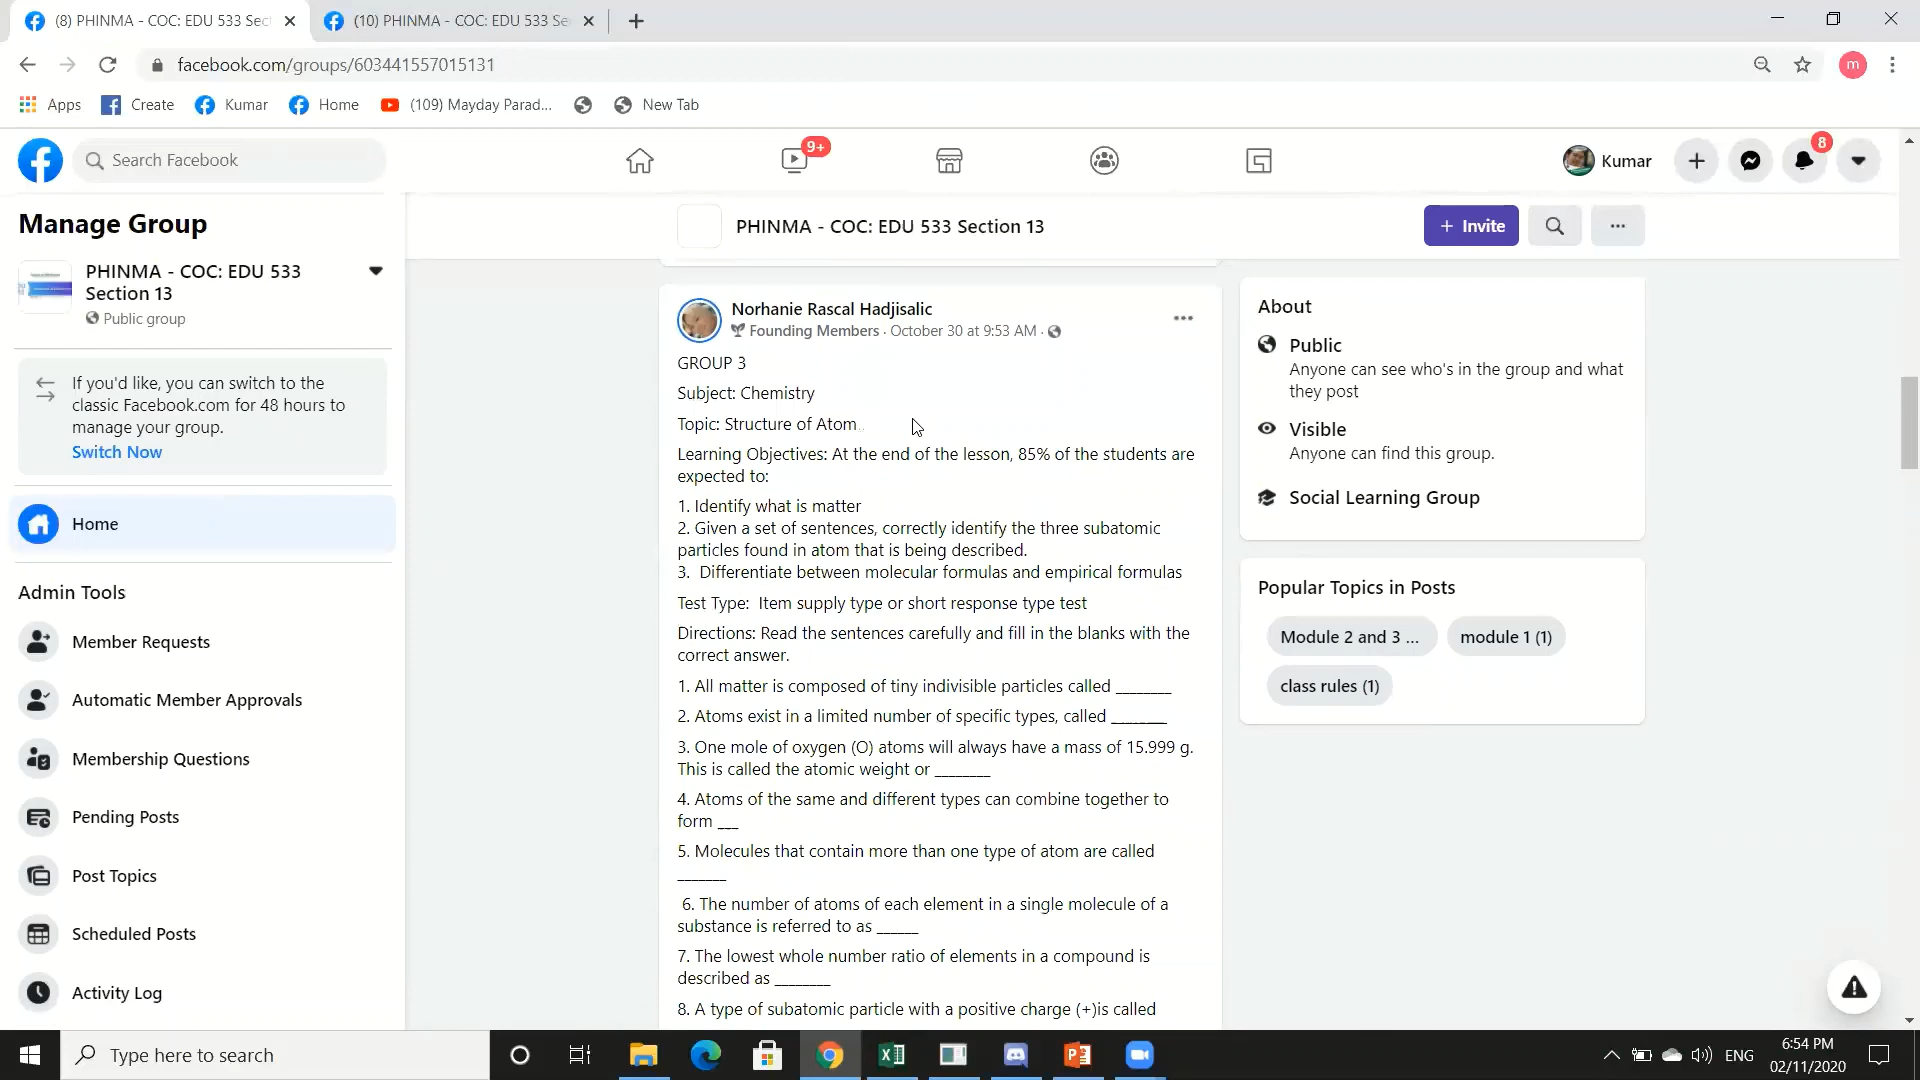 (8) PHINMA - COC: EDU 533 Sec
(10) PHINMA - COC: EDU 533 Se
facebook.com/groups/603441557015131
m
Apps
Create
Kumar
Home
(109) Mayday Parad...
New Tab
Search Facebook
9+
Kumar
8
Manage Group
PHINMA - COC: EDU 533
Section 13
Public group
If you'd like, you can switch to the
classic Facebook.com for 48 hours to
manage your group.
Switch Now
Home
Admin Tools
Member Requests
Automatic Member Approvals
Membership Questions
Pending Posts
Post Topics
Scheduled Posts
Activity Log
PHINMA - COC: EDU 533 Section 13
+ Invite
Norhanie Rascal Hadjisalic
Founding Members · October 30 at 9:53 AM ·
GROUP 3
Subject: Chemistry
Topic: Structure of Atom
Learning Objectives: At the end of the lesson, 85% of the students are
expected to:
1. Identify what is matter
2. Given a set of sentences, correctly identify the three subatomic
particles found in atom that is being described.
3. Differentiate between molecular formulas and empirical formulas
Test Type: Item supply type or short response type test
Directions: Read the sentences carefully and fill in the blanks with the
correct answer.
1. All matter is composed of tiny indivisible particles called ________
2. Atoms exist in a limited number of specific types, called ________
3. One mole of oxygen (O) atoms will always have a mass of 15.999 g.
This is called the atomic weight or ________
4. Atoms of the same and different types can combine together to
form ___
5. Molecules that contain more than one type of atom are called
_______
6. The number of atoms of each element in a single molecule of a
substance is referred to as ______
7. The lowest whole number ratio of elements in a compound is
described as ________
8. A type of subatomic particle with a positive charge (+)is called
About
Public
Anyone can see who's in the group and what
they post
Visible
Anyone can find this group.
Social Learning Group
Popular Topics in Posts
Module 2 and 3 ...
module 1 (1)
class rules (1)
Type here to search
ENG
6:54 PM
02/11/2020